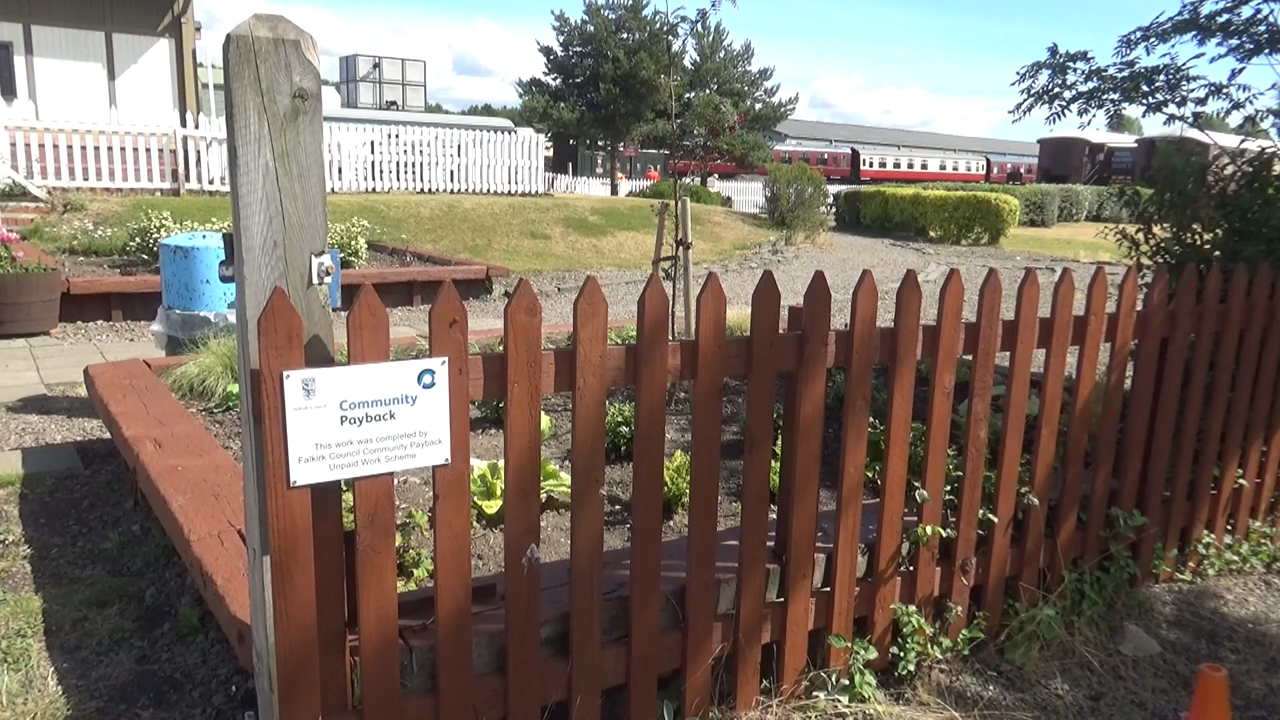 Community
Payback
This work was completed by
Falkirk Council Community Payback
Unpaid Work Scheme